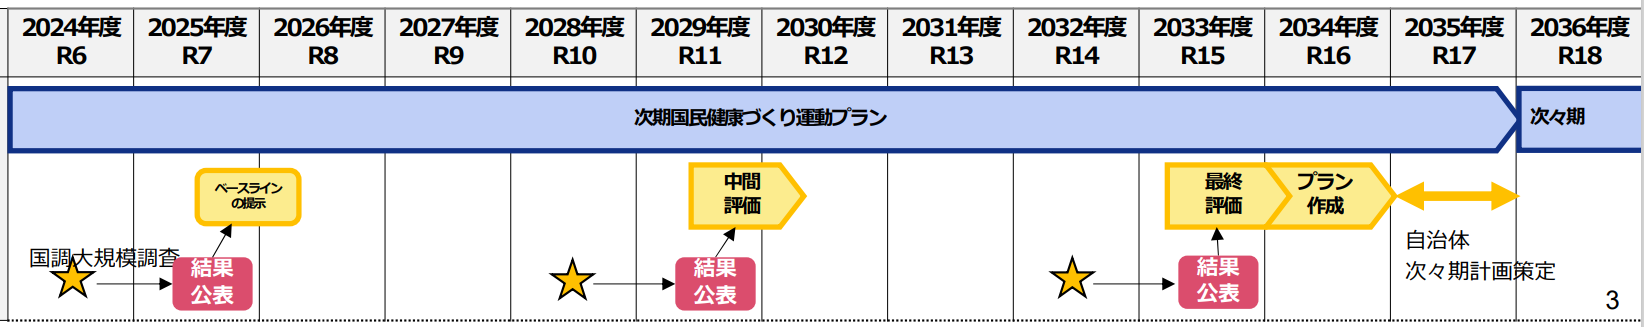 2024年度 2025年度 2026年度 2027年度 2028年度 2029年度 2030年度 2031年度 2032年度 2033年度 2034年度 2035年度 2036年度
R6 R7 R8 R9 R10 R11 R12 R13 R14 R15 R16 R17 R18
次期国民健康づくり運動プラン
次々期
ベースライン
の提示
中間
評価
最終
評価
プラン
作成
国調大規模調査
結果
公表
結果
公表
結果
公表
自治体
次々期計画策定
3